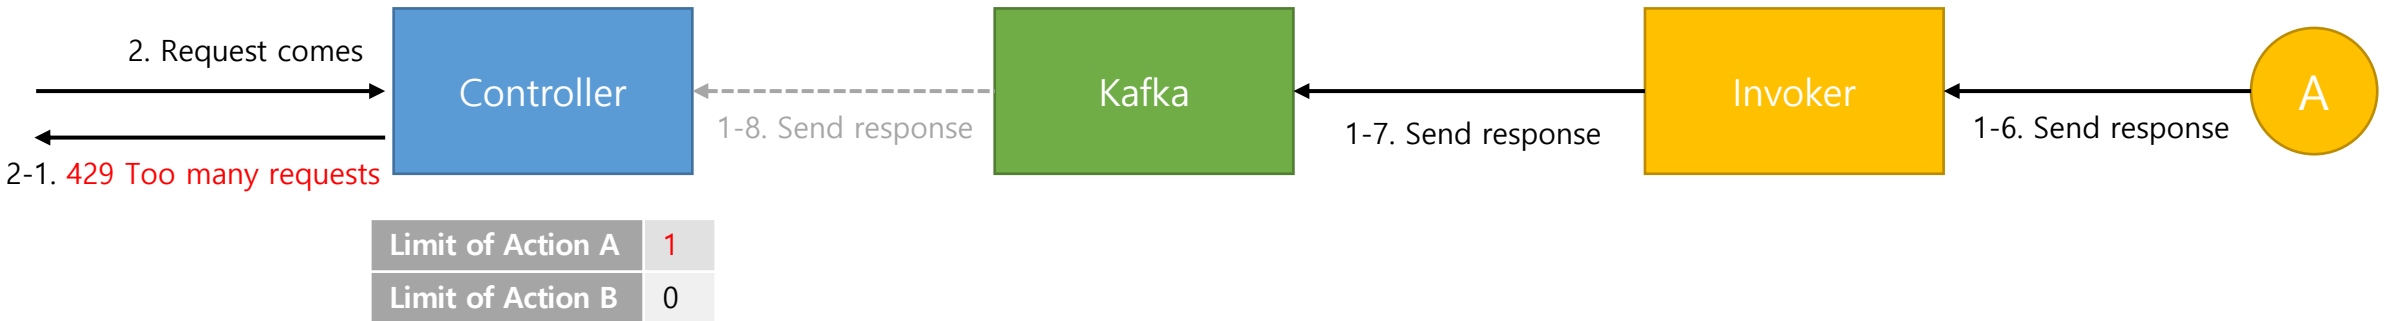 2. Request comes
Controller
Kafka
Invoker
A
1-8. Send response
1-7. Send response
1-6. Send response
2-1. 429 Too many requests
Limit of Action A 1
Limit of Action B 0